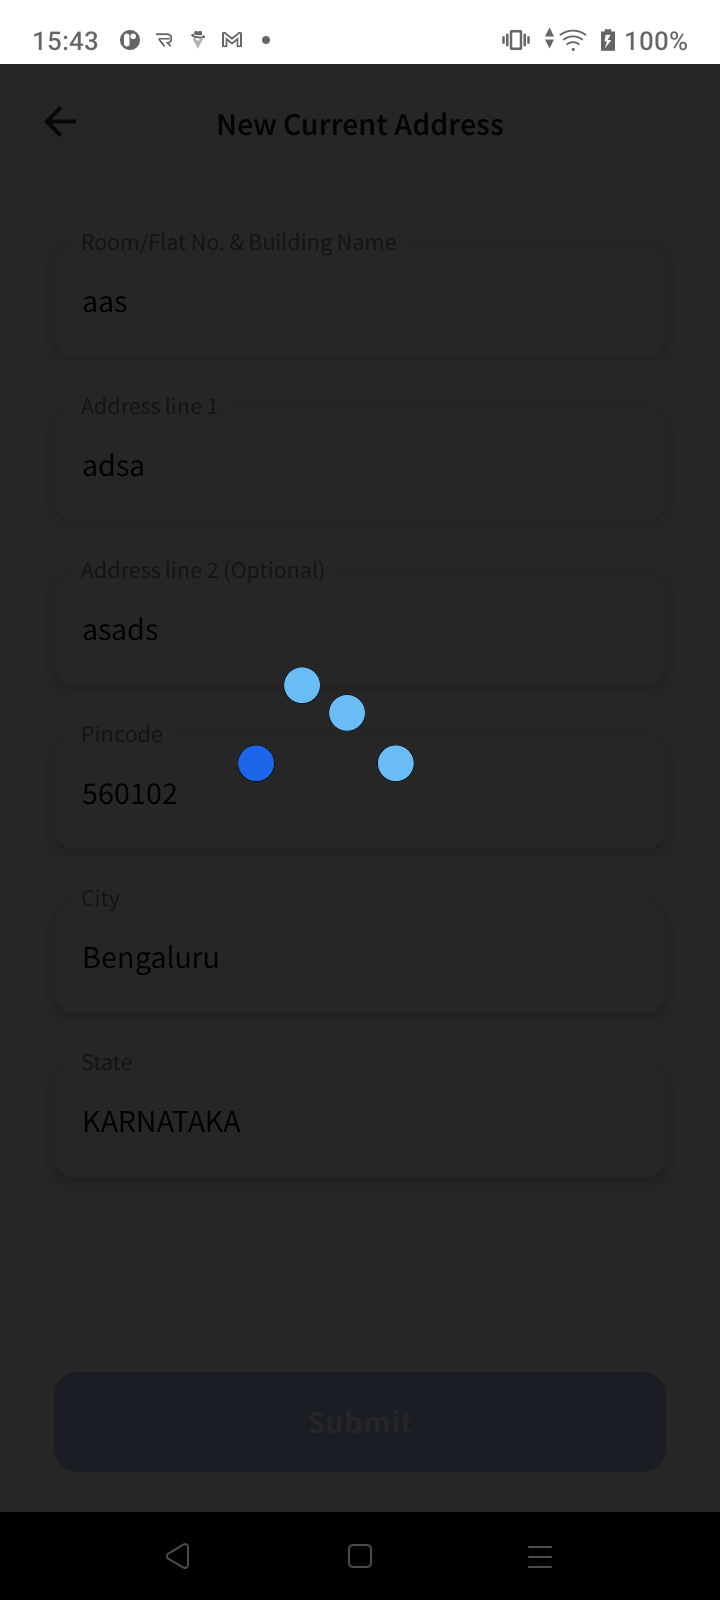 15:43
100%
New Current Address
Room/Flat No. & Building Name
aas
Address line 1
adsa
Address line 2 (Optional)
asads
Pincode
560102
City
Bengaluru
State
KARNATAKA
Submit